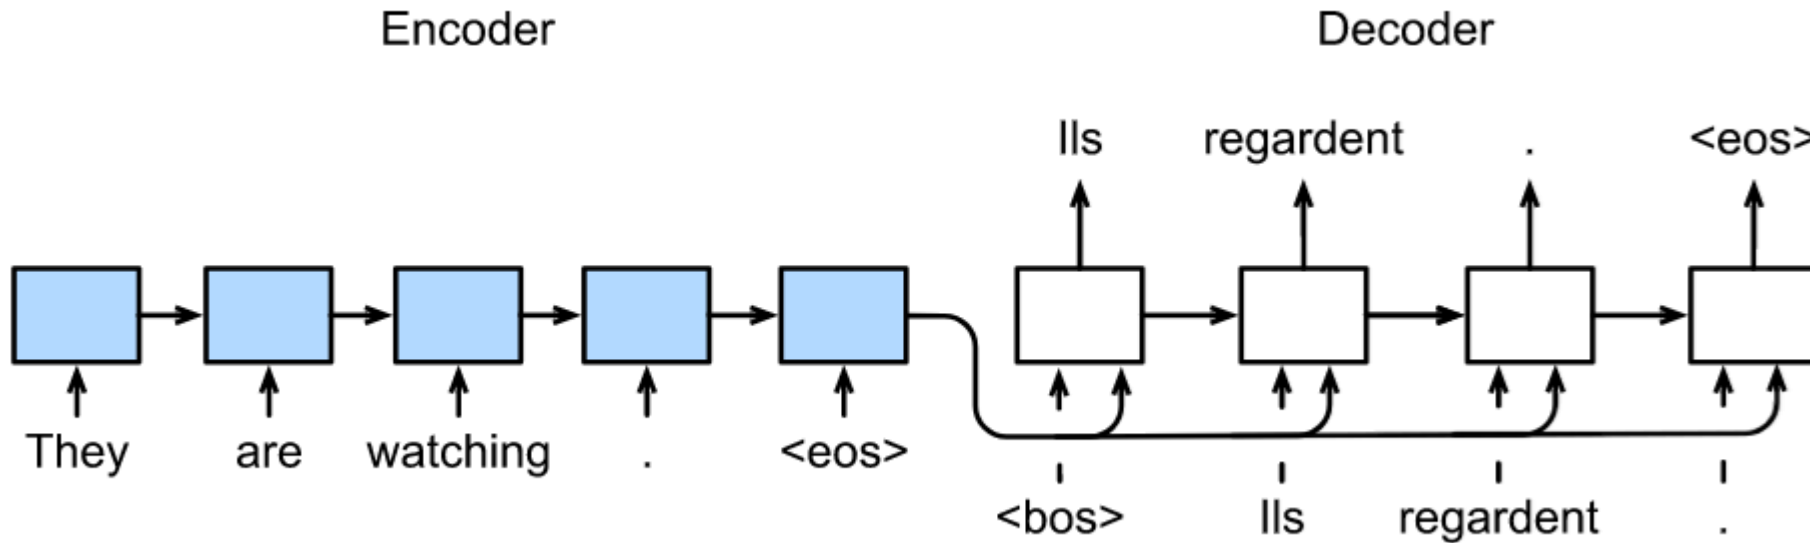 Encoder Decoder
Ils regardent . <eos>
They are watching . <eos>
<bos> Ils regardent .